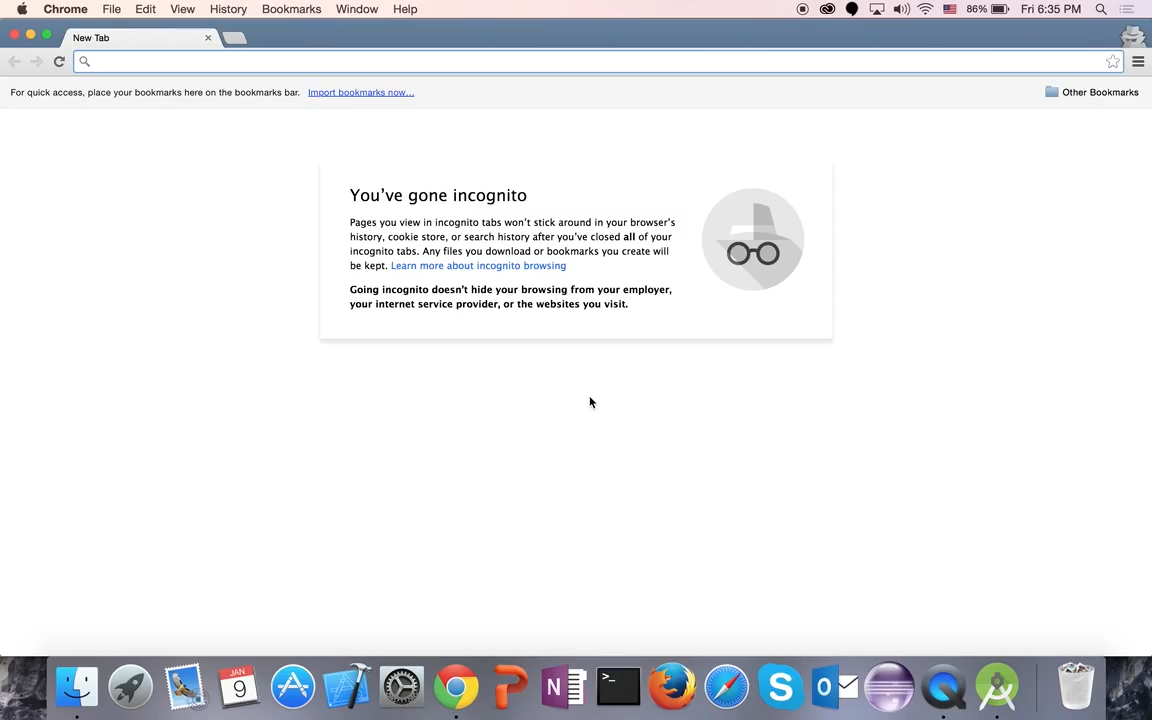 Chrome File Edit View History Bookmarks Window Help 86% Fri 6:35 PM
New Tab
For quick access, place your bookmarks here on the bookmarks bar. Import bookmarks now... Other Bookmarks
You've gone incognito
Pages you view in incognito tabs won't stick around in your browser's
history, cookie store, or search history after you've closed all of your
incognito tabs. Any files you download or bookmarks you create will
be kept. Learn more about incognito browsing
Going incognito doesn't hide your browsing from your employer,
your internet service provider, or the websites you visit.
JAN
9